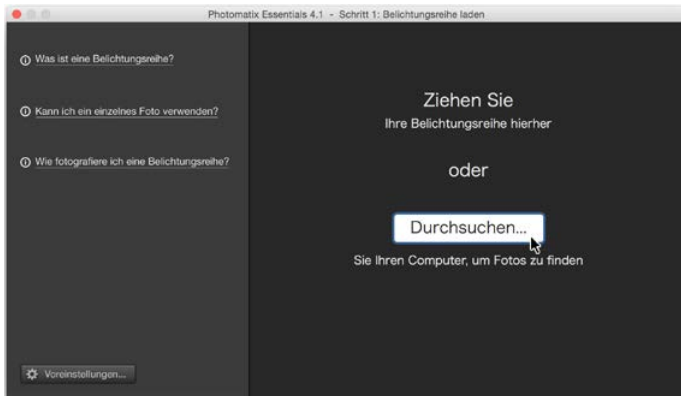 Photomatix Essentials 4.1 - Schritt 1: Belichtungsreihe laden
Was ist eine Belichtungsreihe?
Kann ich ein einzelnes Foto verwenden?
Wie fotografiere ich eine Belichtungsreihe?
Ziehen Sie
Ihre Belichtungsreihe hierher
oder
Durchsuchen...
Sie Ihren Computer, um Fotos zu finden
Voreinstellungen...